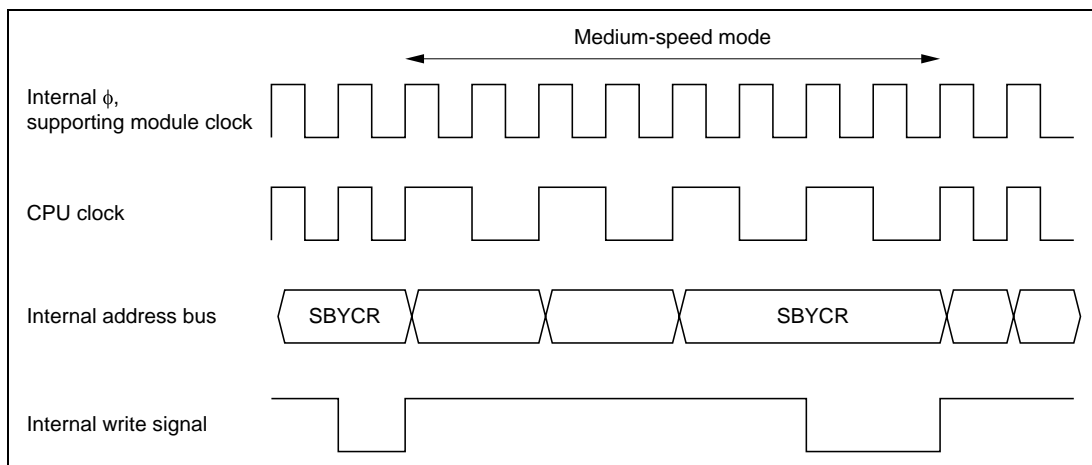 Medium-speed mode
Internal ϕ,
supporting module clock
CPU clock
Internal address bus
SBYCR
SBYCR
Internal write signal